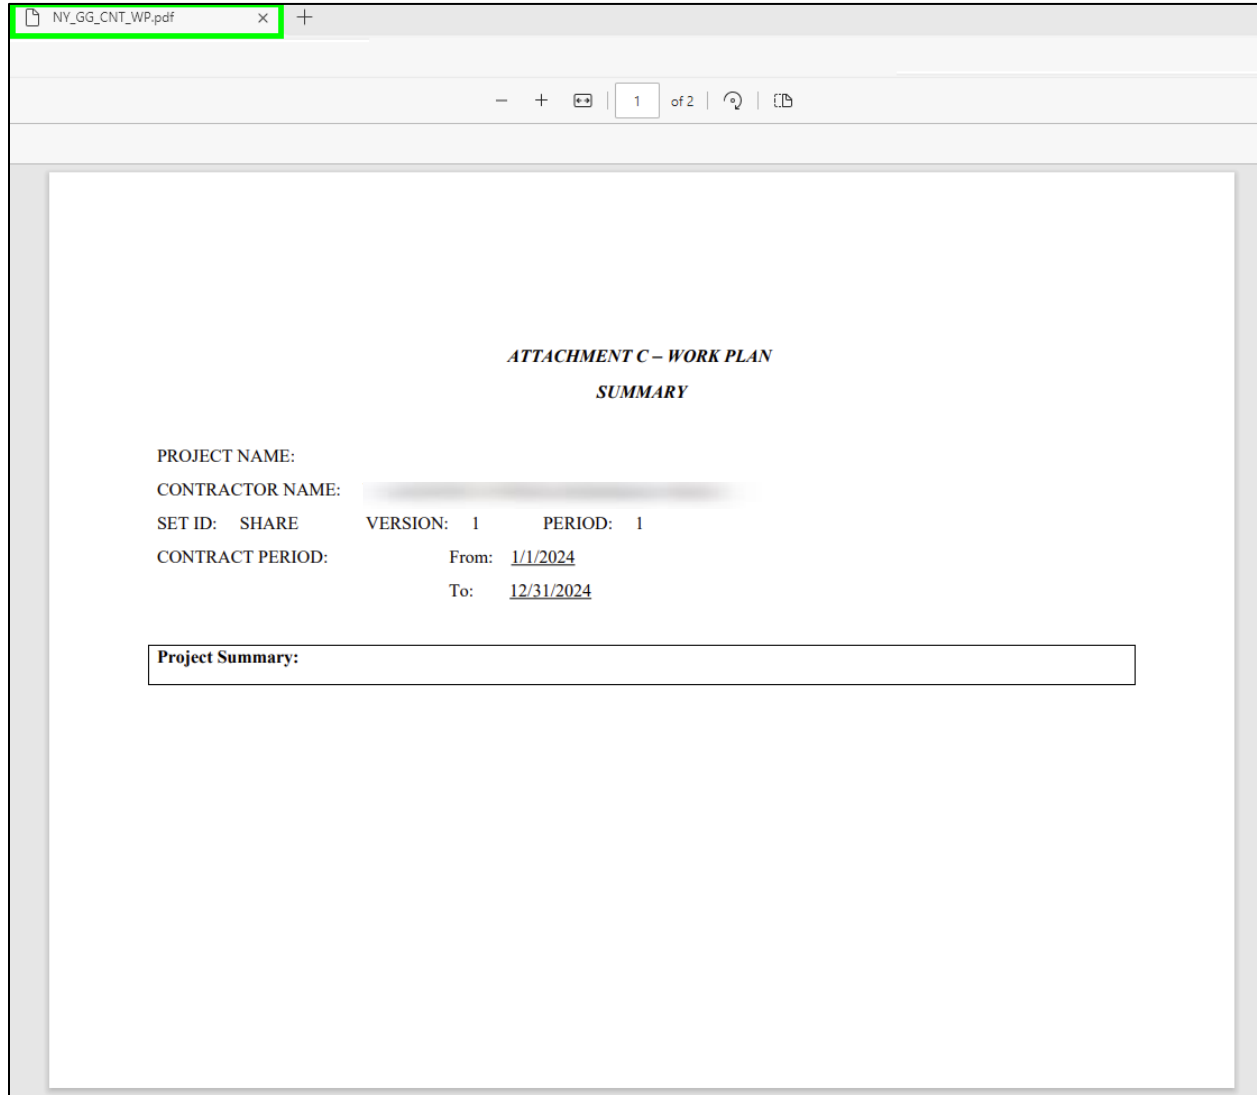 NY_GG_CNT_WP.pdf
1 of 2
ATTACHMENT C – WORK PLAN
SUMMARY
PROJECT NAME:
CONTRACTOR NAME:
SET ID: SHARE VERSION: 1 PERIOD: 1
CONTRACT PERIOD: From: 1/1/2024
To: 12/31/2024
Project Summary: